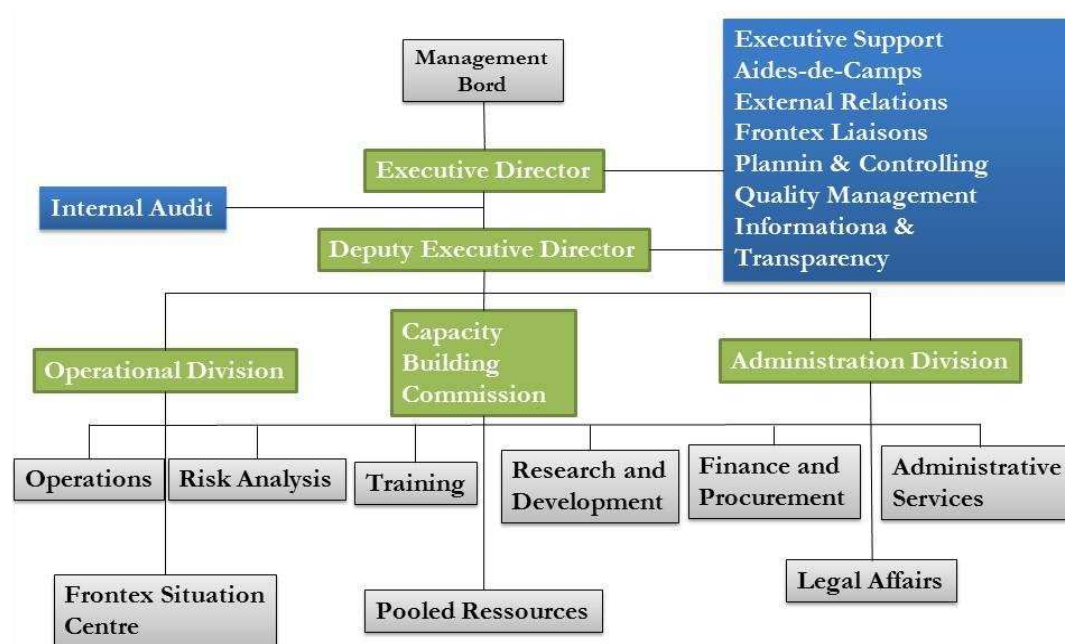 Management
Bord
Executive Support
Aides-de-Camps
External Relations
Frontex Liaisons
Plannin & Controlling
Quality Management
Informationa &
Transparency
Executive Director
Internal Audit
Deputy Executive Director
Operational Division
Capacity
Building
Commission
Administration Division
Operations
Risk Analysis
Training
Research and
Development
Finance and
Procurement
Administrative
Services
Frontex Situation
Centre
Pooled Ressources
Legal Affairs